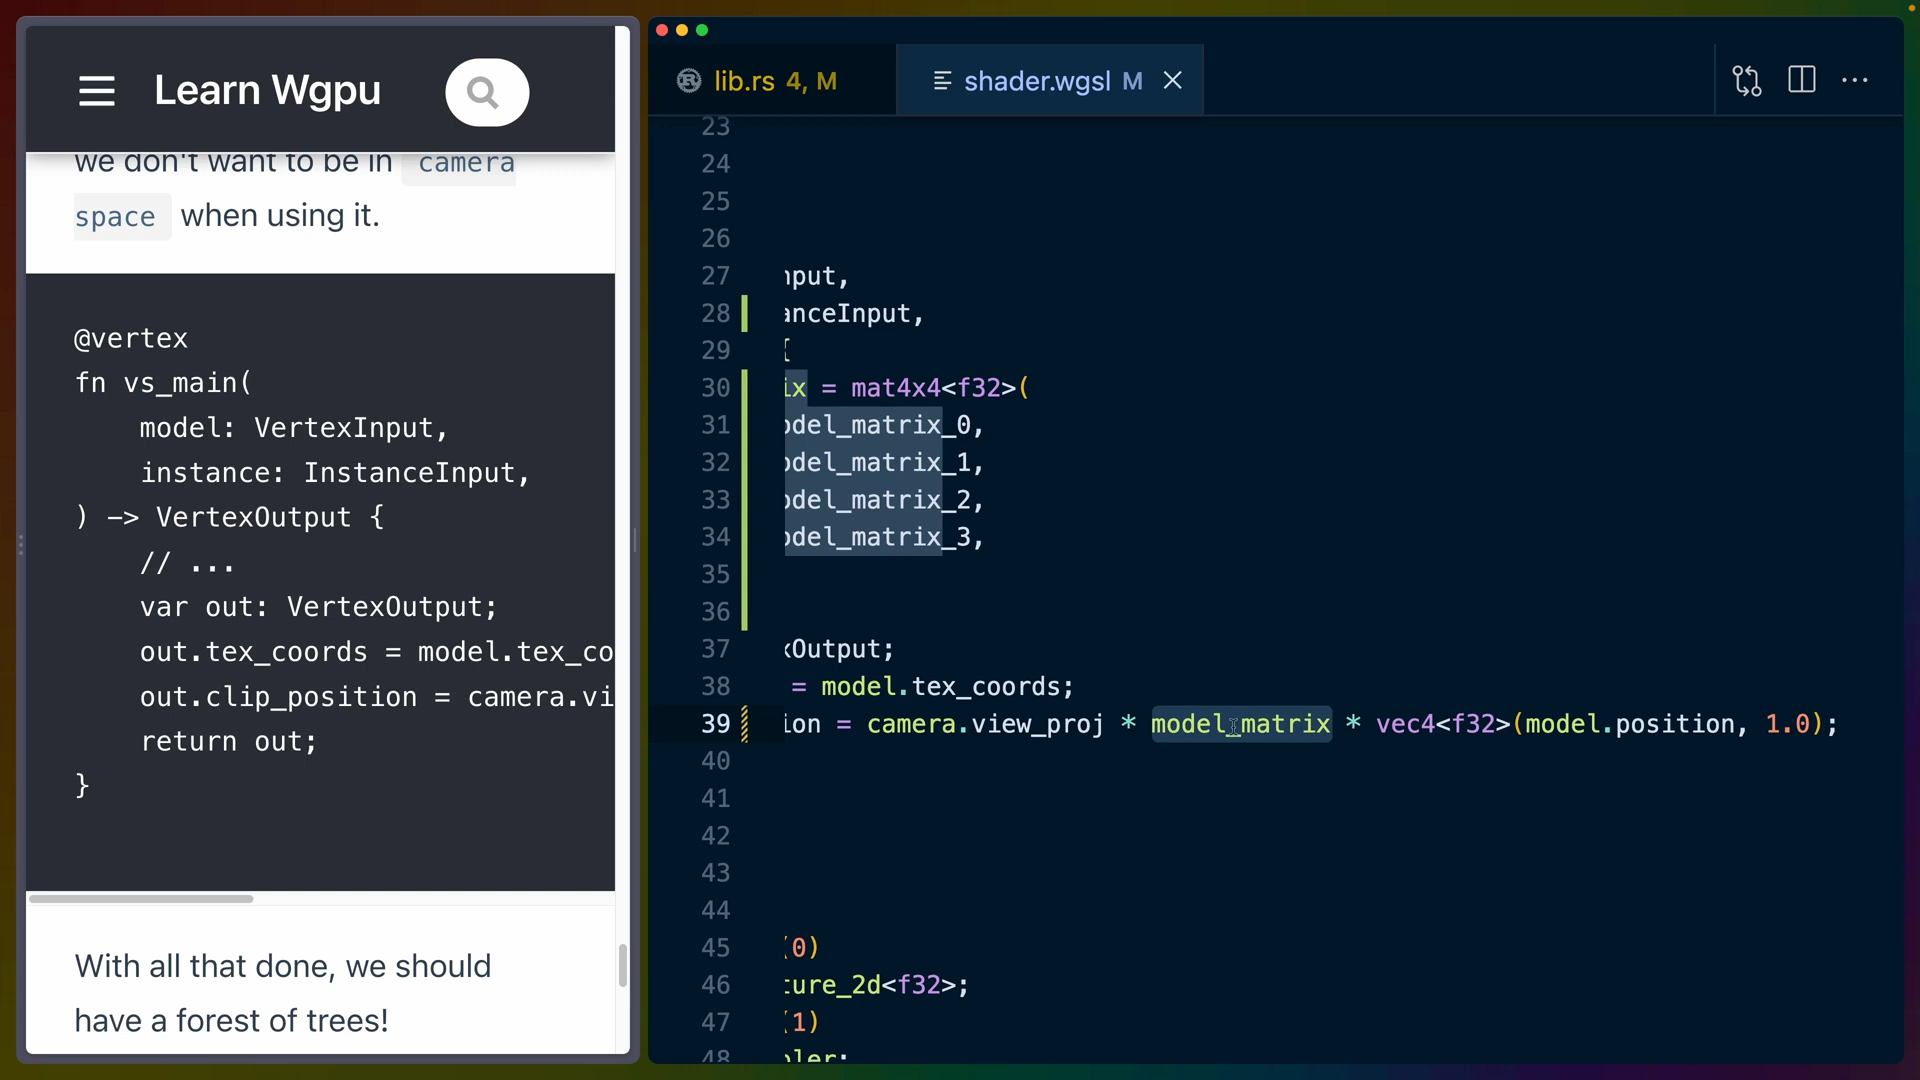 Learn Wgpu
we don't want to be in camera
space when using it.
@vertex
fn vs_main(
model: VertexInput,
instance: InstanceInput,
) -> VertexOutput {
// ...
var out: VertexOutput;
out.tex_coords = model.tex_co
out.clip_position = camera.vi
return out;
}
With all that done, we should
have a forest of trees!
lib.rs 4, M
shader.wgsl M
23
24
25
26
27 nput,
28 anceInput,
29 {
30 ix = mat4x4<f32>(
31 odel_matrix_0,
32 odel_matrix_1,
33 odel_matrix_2,
34 odel_matrix_3,
35
36
37 xOutput;
38 = model.tex_coords;
39 ion = camera.view_proj * model_matrix * vec4<f32>(model.position, 1.0);
40
41
42
43
44
45 (0)
46 ture_2d<f32>;
47 (1)
48 pler;